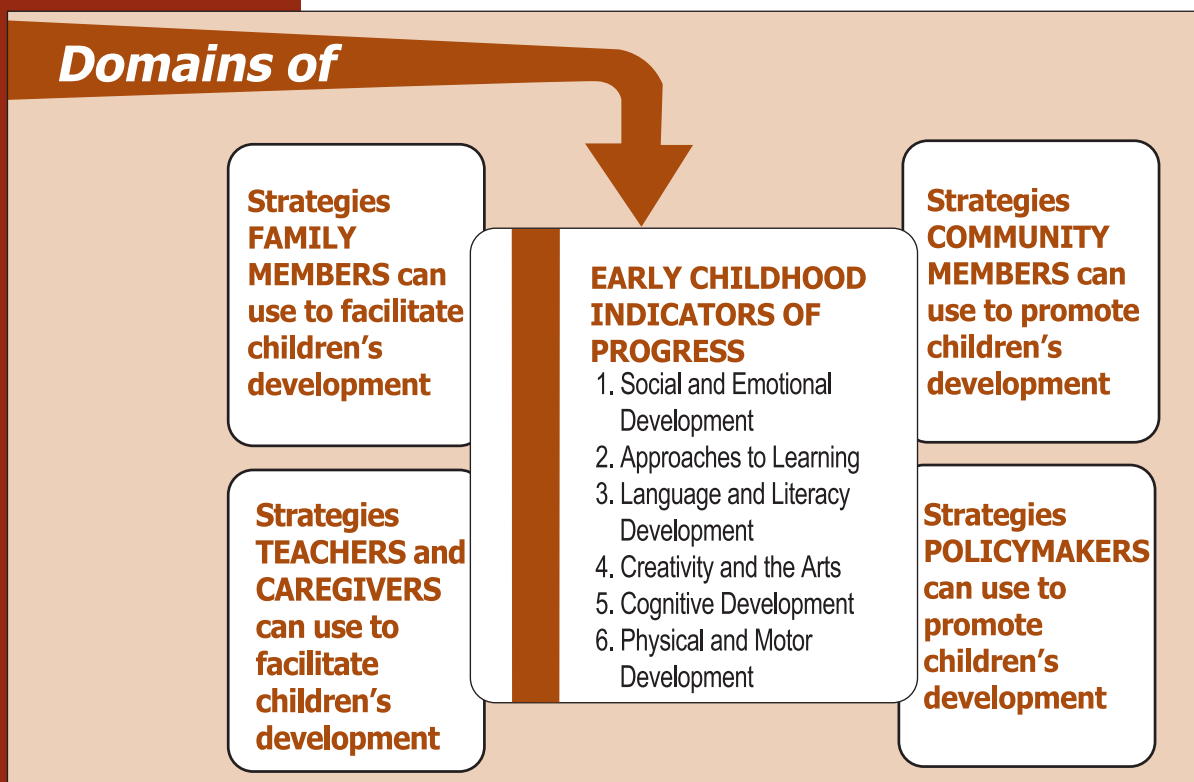 Domains of
Strategies
FAMILY
MEMBERS can
use to facilitate
children's
development
Strategies
TEACHERS and
CAREGIVERS
can use to
facilitate
children's
development
EARLY CHILDHOOD
INDICATORS OF
PROGRESS
1. Social and Emotional
Development
2. Approaches to Learning
3. Language and Literacy
Development
4. Creativity and the Arts
5. Cognitive Development
6. Physical and Motor
Development
Strategies
COMMUNITY
MEMBERS can
use to promote
children's
development
Strategies
POLICYMAKERS
can use to
promote
children's
development